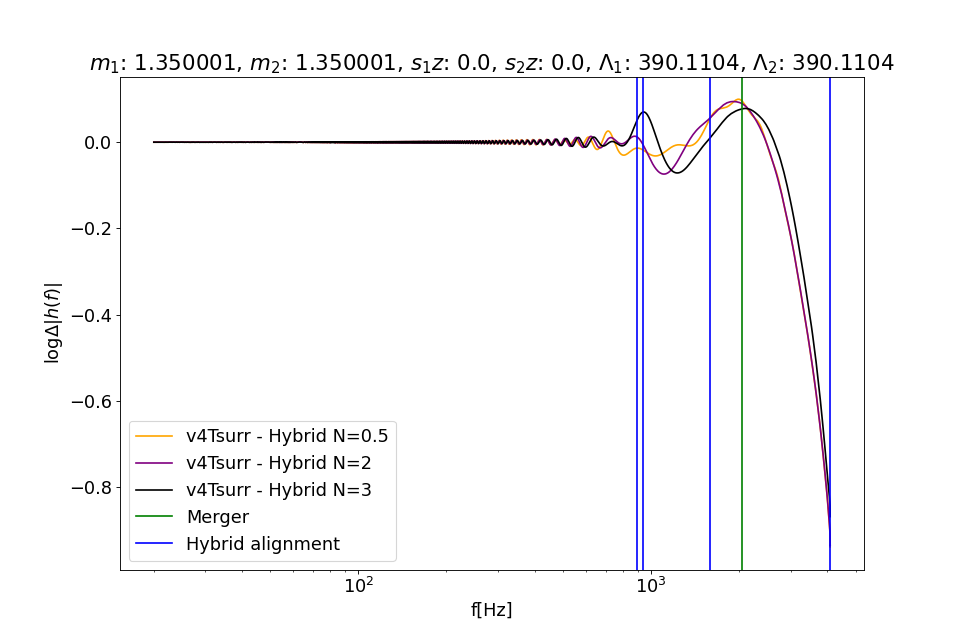 m₁: 1.350001, m₂: 1.350001, s₁z: 0.0, s₂z: 0.0, Λ₁: 390.1104, Λ₂: 390.1104
0.0
−0.2
−0.4
−0.6
−0.8
logΔ|h(f)|
v4Tsurr - Hybrid N=0.5
v4Tsurr - Hybrid N=2
v4Tsurr - Hybrid N=3
Merger
Hybrid alignment
10² 10³
f[Hz]